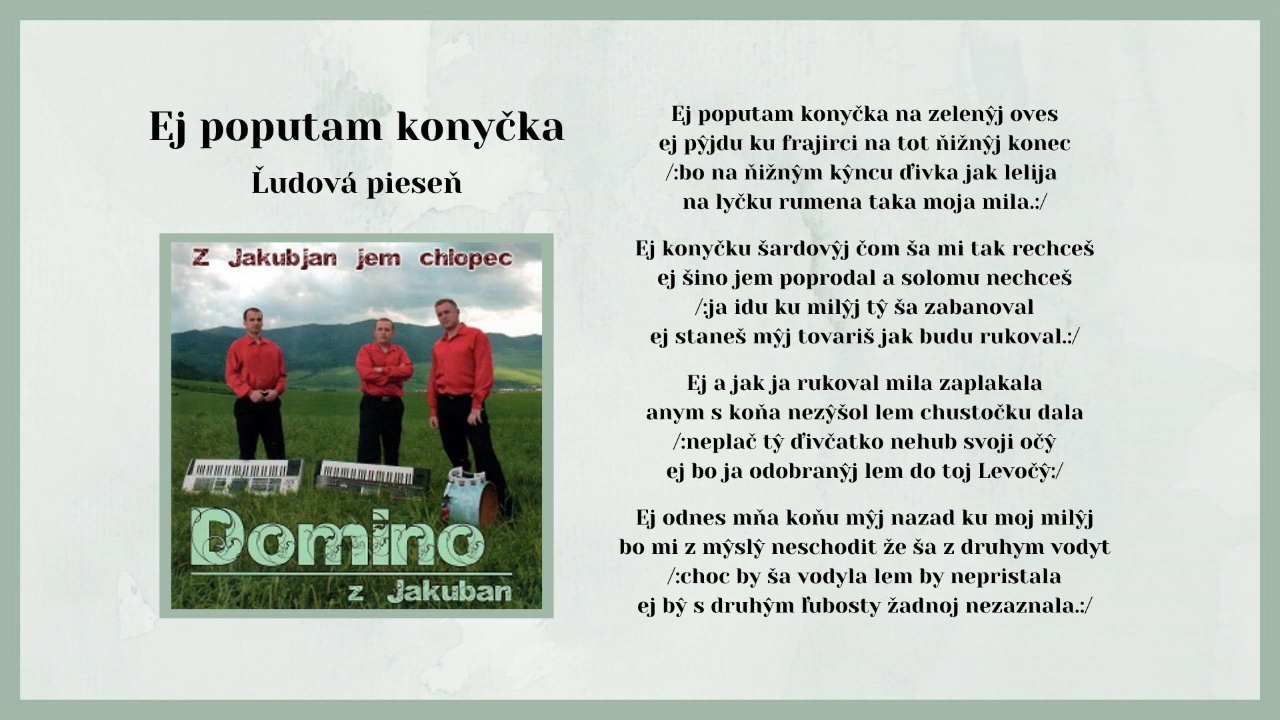 Ej poputam konyčka
Ľudová pieseň
Z Jakubjan jem chlopec
Domino
z Jakuban
Ej poputam konyčka na zelenŷj oves
ej pŷjdu ku frajirci na tot ňižnŷj konec
/:bo na ňižnŷm kŷncu ďivka jak lelija
na lyčku rumena taka moja mila.:/
Ej konyčku šardovŷj čom ša mi tak rechceš
ej šino jem poprodal a solomu nechceš
/:ja idu ku milŷj tŷ ša zabanoval
ej staneš mŷj tovariš jak budu rukoval.:/
Ej a jak ja rukoval mila zaplakala
anym s koňa nezŷšol lem chustočku dala
/:neplač tŷ ďivčatko nehub svoji očŷ
ej bo ja odobranŷj lem do toj Levočŷ:/
Ej odnes mňa koňu mŷj nazad ku moj milŷj
bo mi z mŷslŷ neschodit že ša z druhym vodyt
/:choc by ša vodyla lem by nepristala
ej bŷ s druhŷm ľubosty žadnoj nezaznala.:/